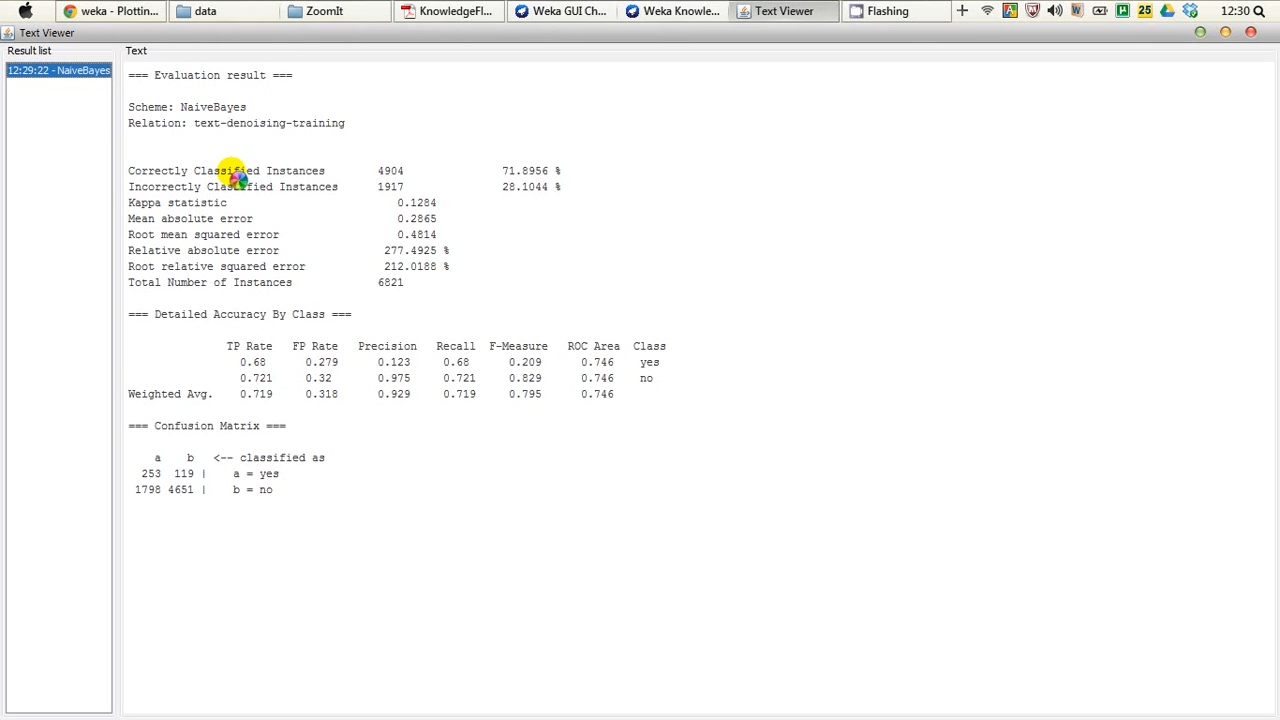 weka - Plottin...
data
ZoomIt
KnowledgeFl...
Weka GUI Ch...
Weka Knowle...
Text Viewer
Flashing
25
12:30
Text Viewer
Result list
Text
12:29:22 - NaiveBayes
=== Evaluation result ===
Scheme: NaiveBayes
Relation: text-denoising-training
Correctly Classified Instances 4904 71.8956 %
Incorrectly Classified Instances 1917 28.1044 %
Kappa statistic 0.1284
Mean absolute error 0.2865
Root mean squared error 0.4814
Relative absolute error 277.4925 %
Root relative squared error 212.0188 %
Total Number of Instances 6821
=== Detailed Accuracy By Class ===
TP Rate FP Rate Precision Recall F-Measure ROC Area Class
0.68 0.279 0.123 0.68 0.209 0.746 yes
0.721 0.32 0.975 0.721 0.829 0.746 no
Weighted Avg. 0.719 0.318 0.929 0.719 0.795 0.746
=== Confusion Matrix ===
a b <-- classified as
253 119 | a = yes
1798 4651 | b = no